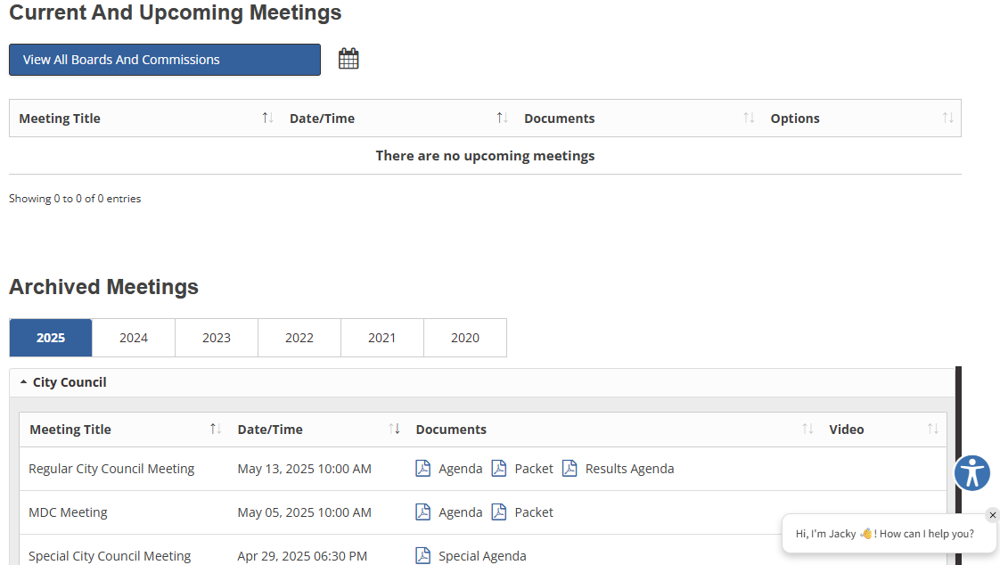 Current And Upcoming Meetings
View All Boards And Commissions
Meeting Title Date/Time Documents Options
There are no upcoming meetings
Showing 0 to 0 of 0 entries
Archived Meetings
2025 2024 2023 2022 2021 2020
City Council
Meeting Title Date/Time Documents Video
Regular City Council Meeting May 13, 2025 10:00 AM Agenda Packet Results Agenda
MDC Meeting May 05, 2025 10:00 AM Agenda Packet
Hi, I'm Jacky 👋! How can I help you?
Special City Council Meeting Apr 29, 2025 06:30 PM Special Agenda